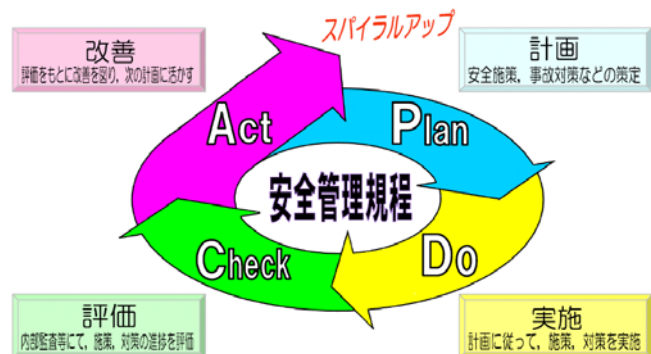 スパイラルアップ
改善
評価をもとに改善を図り，次の計画に活かす
計画
安全施策，事故対策などの策定
Act
Plan
安全管理規程
Check
Do
評価
内部監査等にて，施策，対策の進捗を評価
実施
計画に従って，施策，対策を実施